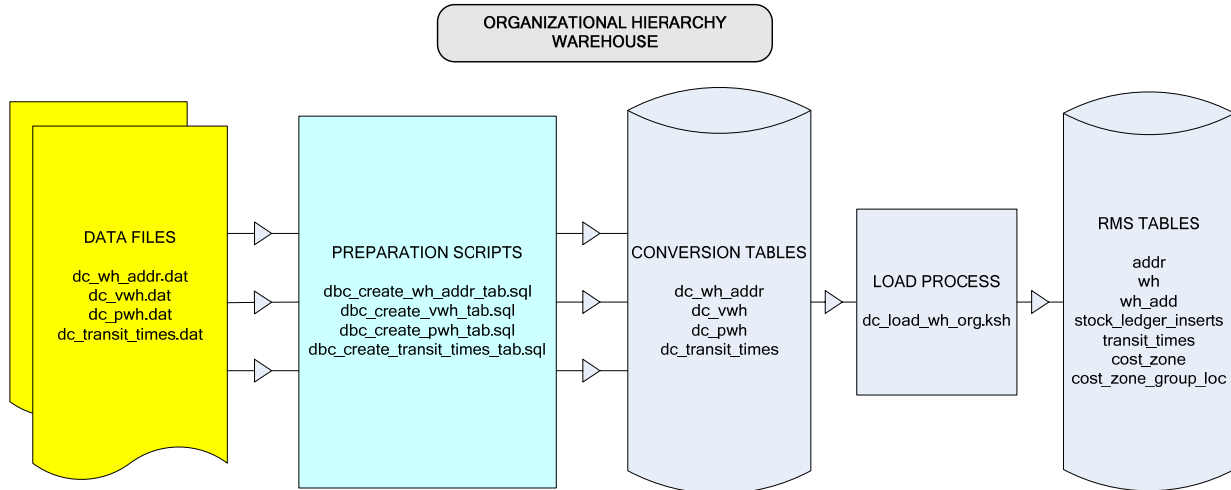 ORGANIZATIONAL HIERARCHY
WAREHOUSE
DATA FILES
dc_wh_addr.dat
dc_vwh.dat
dc_pwh.dat
dc_transit_times.dat
PREPARATION SCRIPTS
dbc_create_wh_addr_tab.sql
dbc_create_vwh_tab.sql
dbc_create_pwh_tab.sql
dbc_create_transit_times_tab.sql
CONVERSION TABLES
dc_wh_addr
dc_vwh
dc_pwh
dc_transit_times
LOAD PROCESS
dc_load_wh_org.ksh
RMS TABLES
addr
wh
wh_add
stock_ledger_inserts
transit_times
cost_zone
cost_zone_group_loc